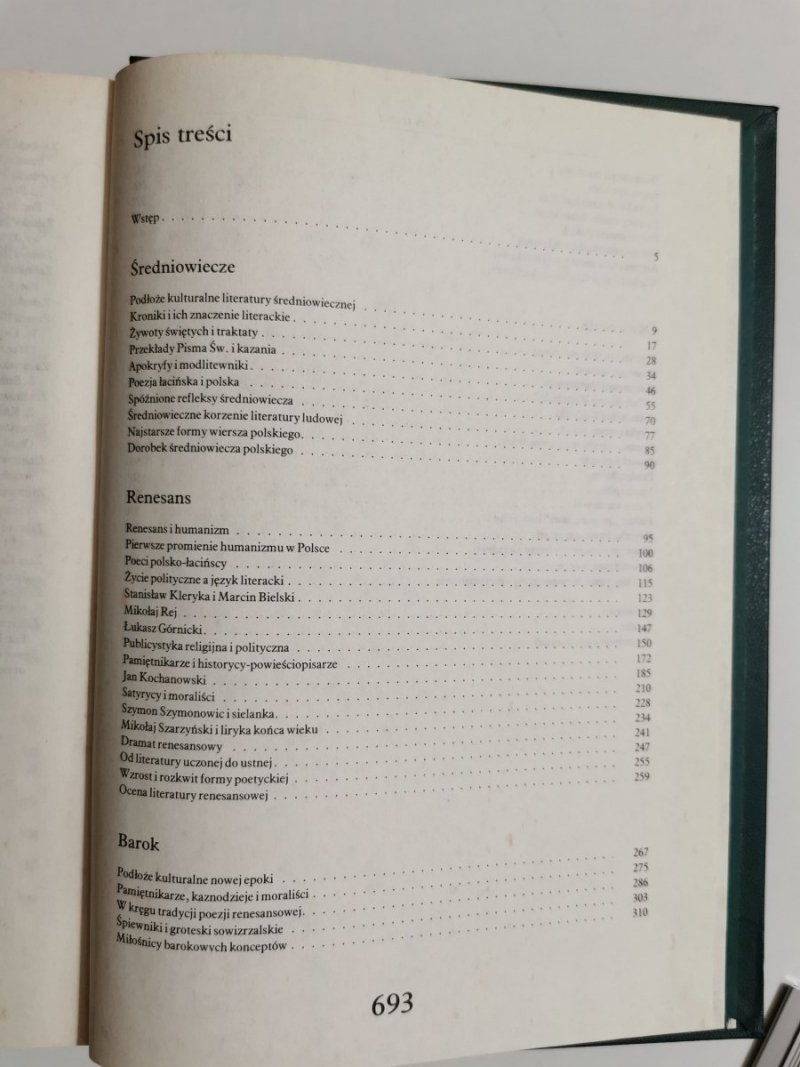 Spis treści
Wstęp 5
Średniowiecze
Podłoże kulturalne literatury średniowiecznej 9
Kroniki i ich znaczenie literackie 17
Żywoty świętych i traktaty 28
Przekłady Pisma Św. i kazania 34
Apokryfy i modlitewniki 46
Poezja łacińska i polska 55
Spóźnione refleksy średniowiecza 70
Średniowieczne korzenie literatury ludowej 77
Najstarsze formy wiersza polskiego 85
Dorobek średniowiecza polskiego 90
Renesans
Renesans i humanizm 95
Pierwsze promienie humanizmu w Polsce 100
Poeci polsko-łacińscy 106
Życie polityczne a język literacki 115
Stanisław Kleryka i Marcin Bielski 123
Mikołaj Rej 129
Łukasz Górnicki 147
Publicystyka religijna i polityczna 150
Pamiętnikarze i historycy-powieściopisarze 172
Jan Kochanowski 185
Satyrycy i moraliści 210
Szymon Szymonowic i sielanka 228
Mikołaj Szarzyński i liryka końca wieku 234
Dramat renesansowy 241
Od literatury uczonej do ustnej 247
Wzrost i rozkwit formy poetyckiej 255
Ocena literatury renesansowej 259
Barok
Podłoże kulturalne nowej epoki 267
Pamiętnikarze, kaznodzieje i moraliści 275
W kręgu tradycji poezji renesansowej 286
Śpiewniki i groteski sowizrzalskie 303
Miłośnicy barokowych konceptów 310
693